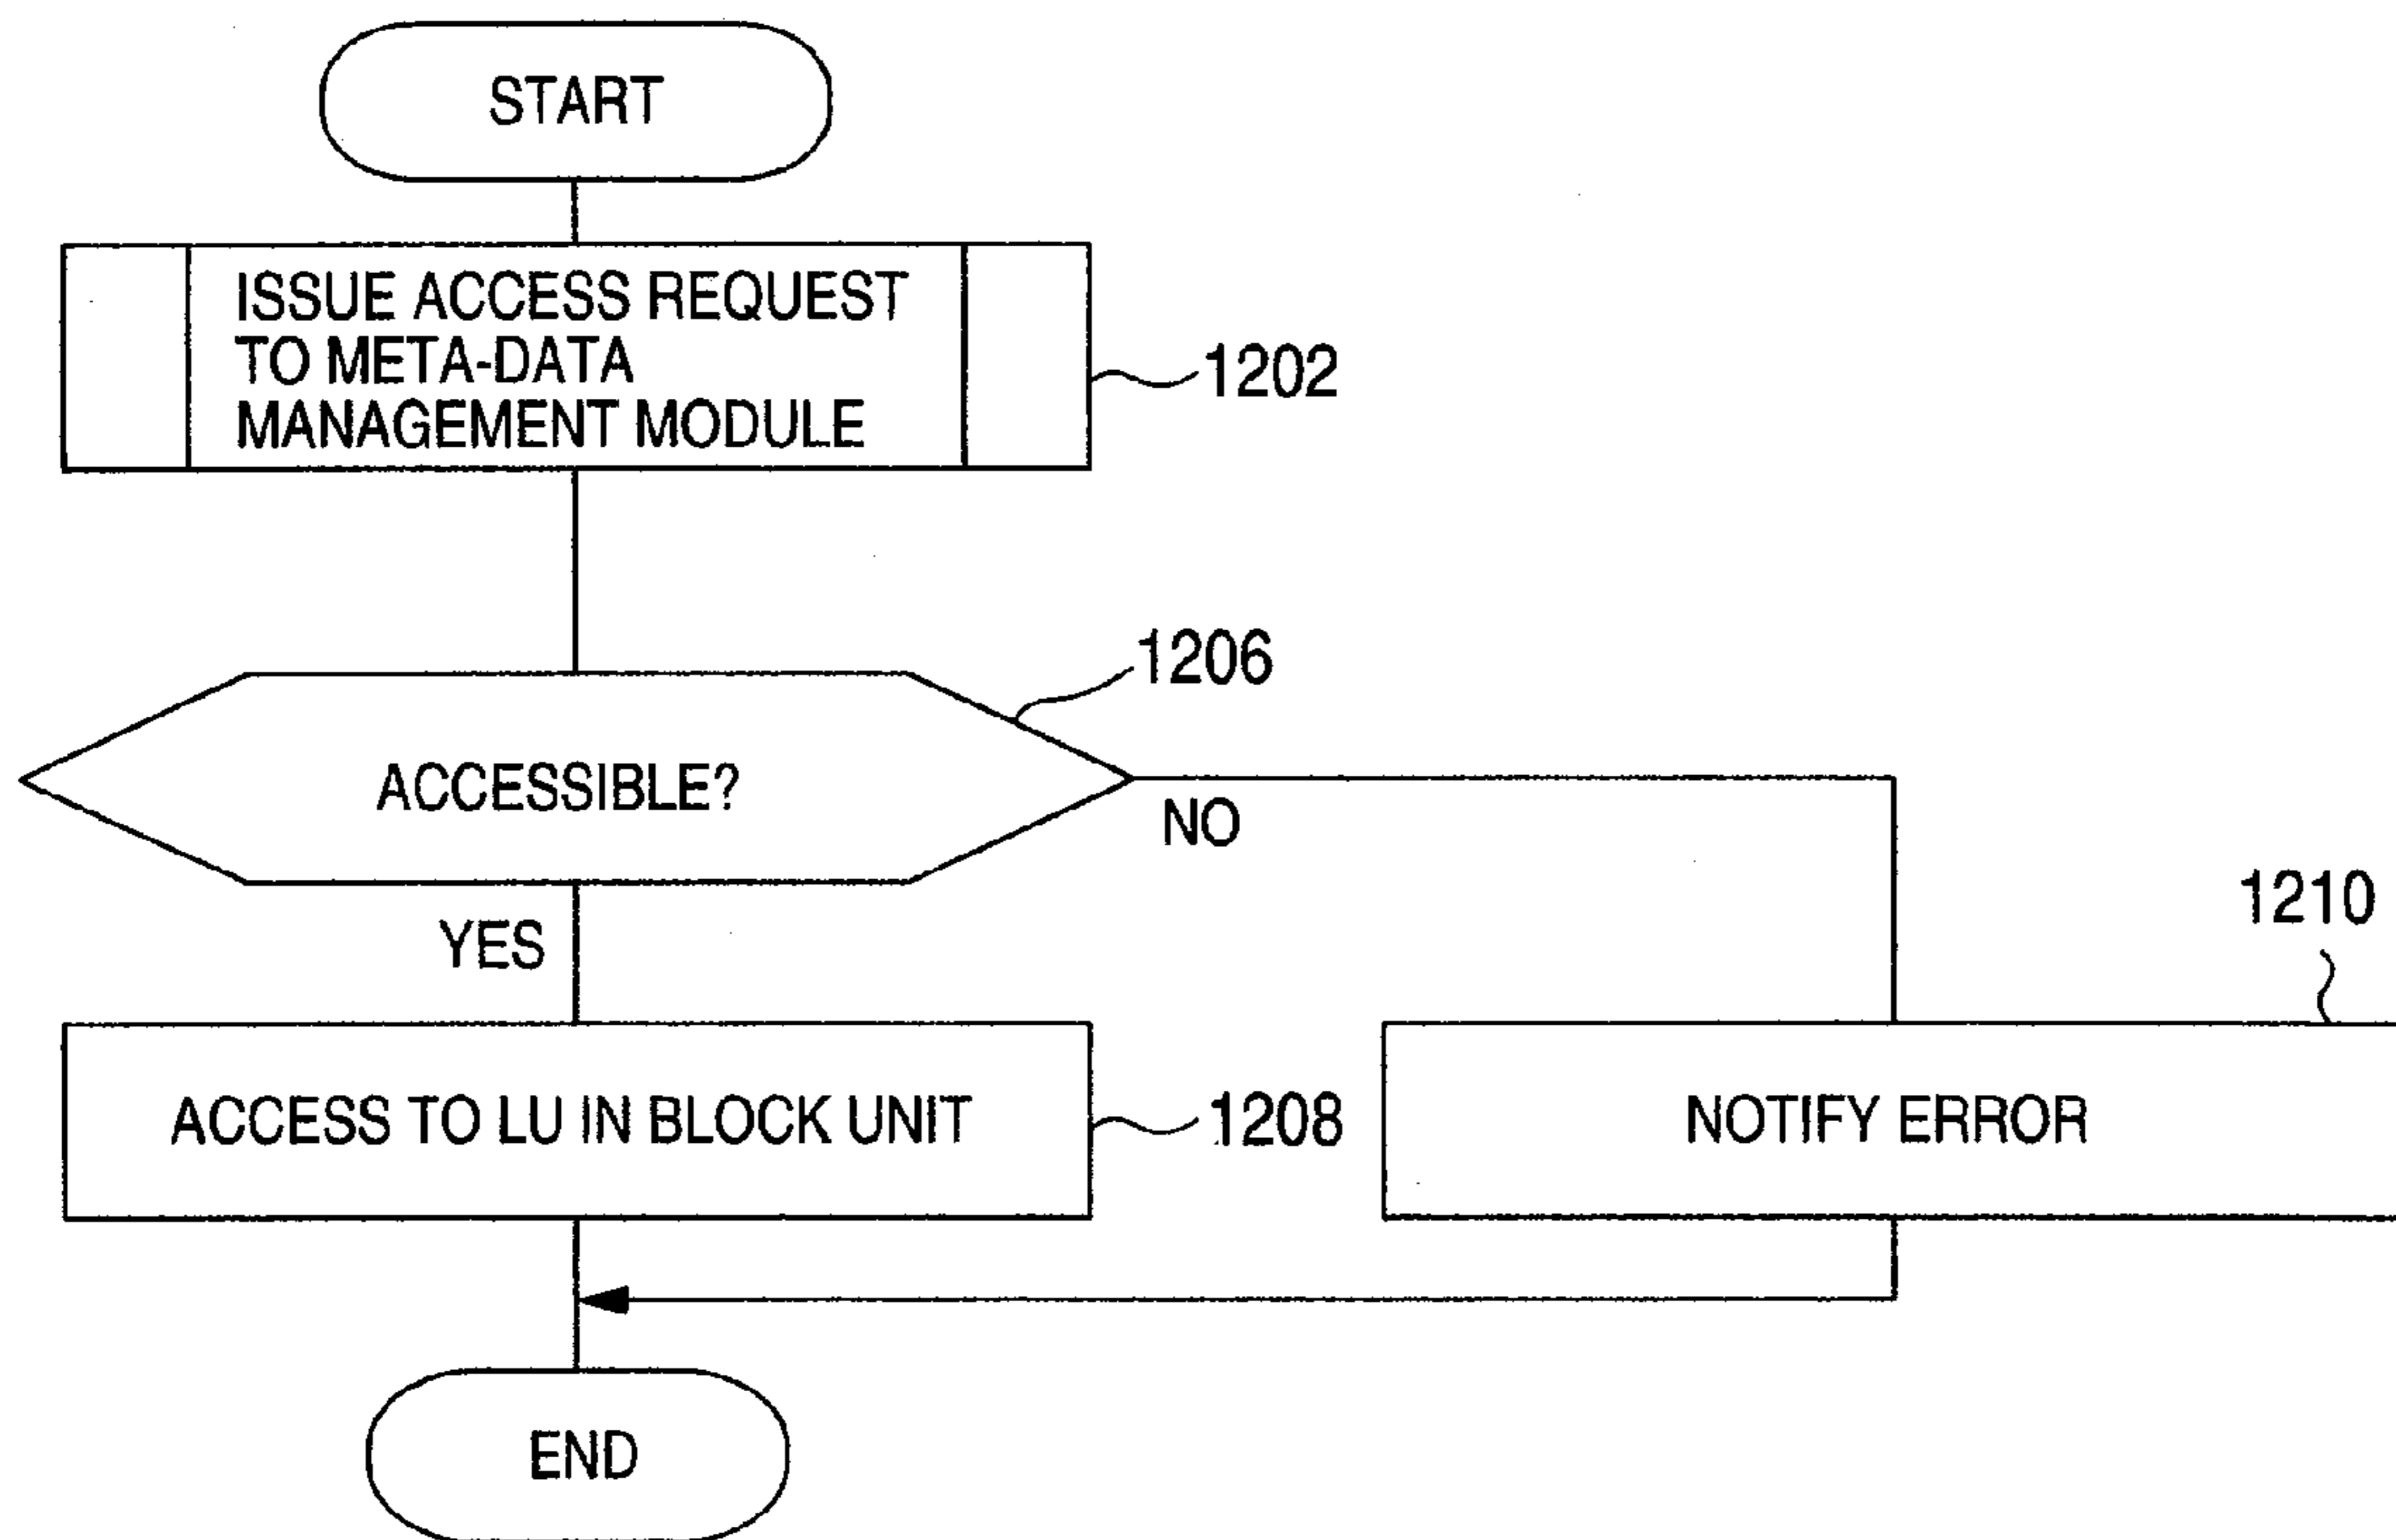 START
ISSUE ACCESS REQUEST
TO META-DATA
MANAGEMENT MODULE
1202
1206
ACCESSIBLE?
NO
YES
1210
ACCESS TO LU IN BLOCK UNIT
1208
NOTIFY ERROR
END